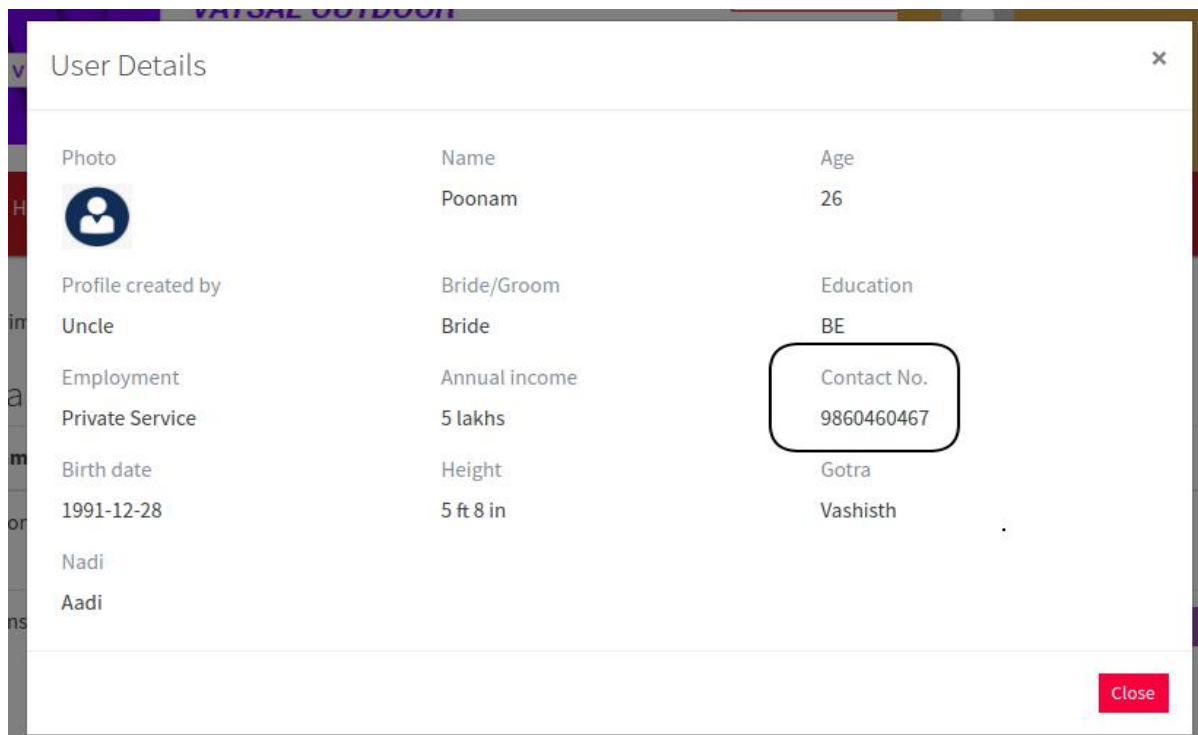 VATSAL OUTDOOR
User Details ×
Photo Name Age
Poonam 26
Profile created by Bride/Groom Education
Uncle Bride BE
Employment Annual income Contact No.
Private Service 5 lakhs 9860460467
Birth date Height Gotra
1991-12-28 5 ft 8 in Vashisth
Nadi
Aadi
Close